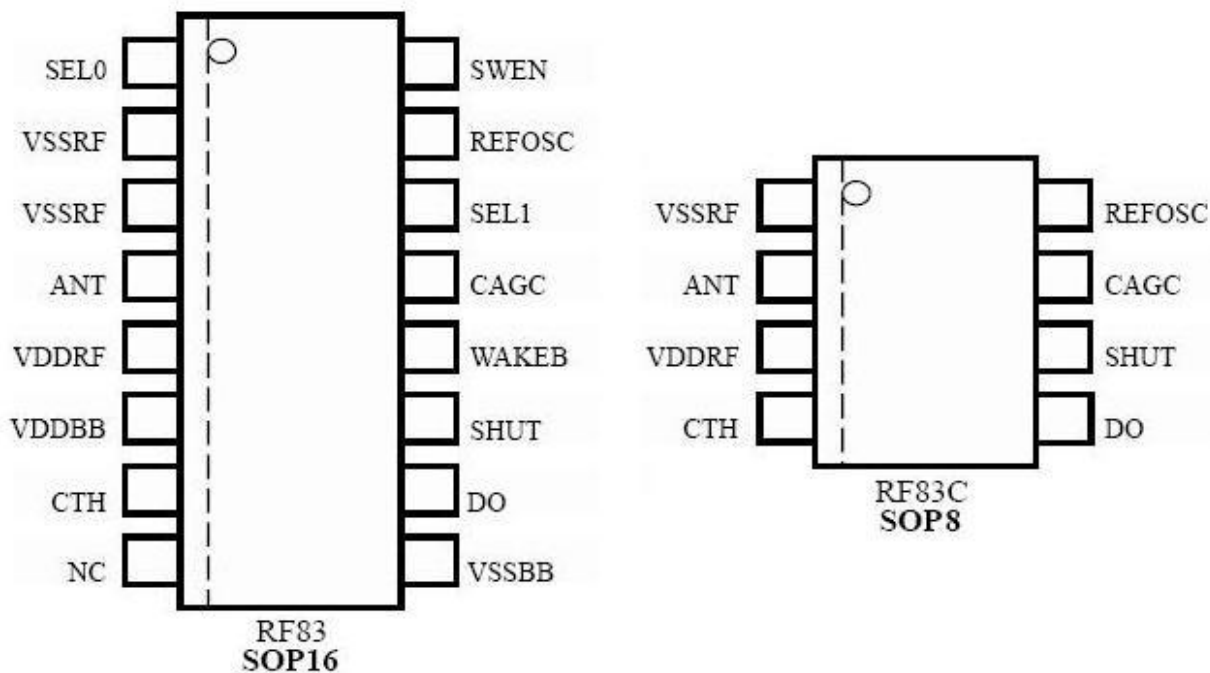 SEL0
VSSRF
VSSRF
ANT
VDDRF
VDDBB
CTH
NC
SWEN
REFOSC
SEL1
CAGC
WAKEB
SHUT
DO
VSSBB
RF83
SOP16
VSSRF
ANT
VDDRF
CTH
REFOSC
CAGC
SHUT
DO
RF83C
SOP8